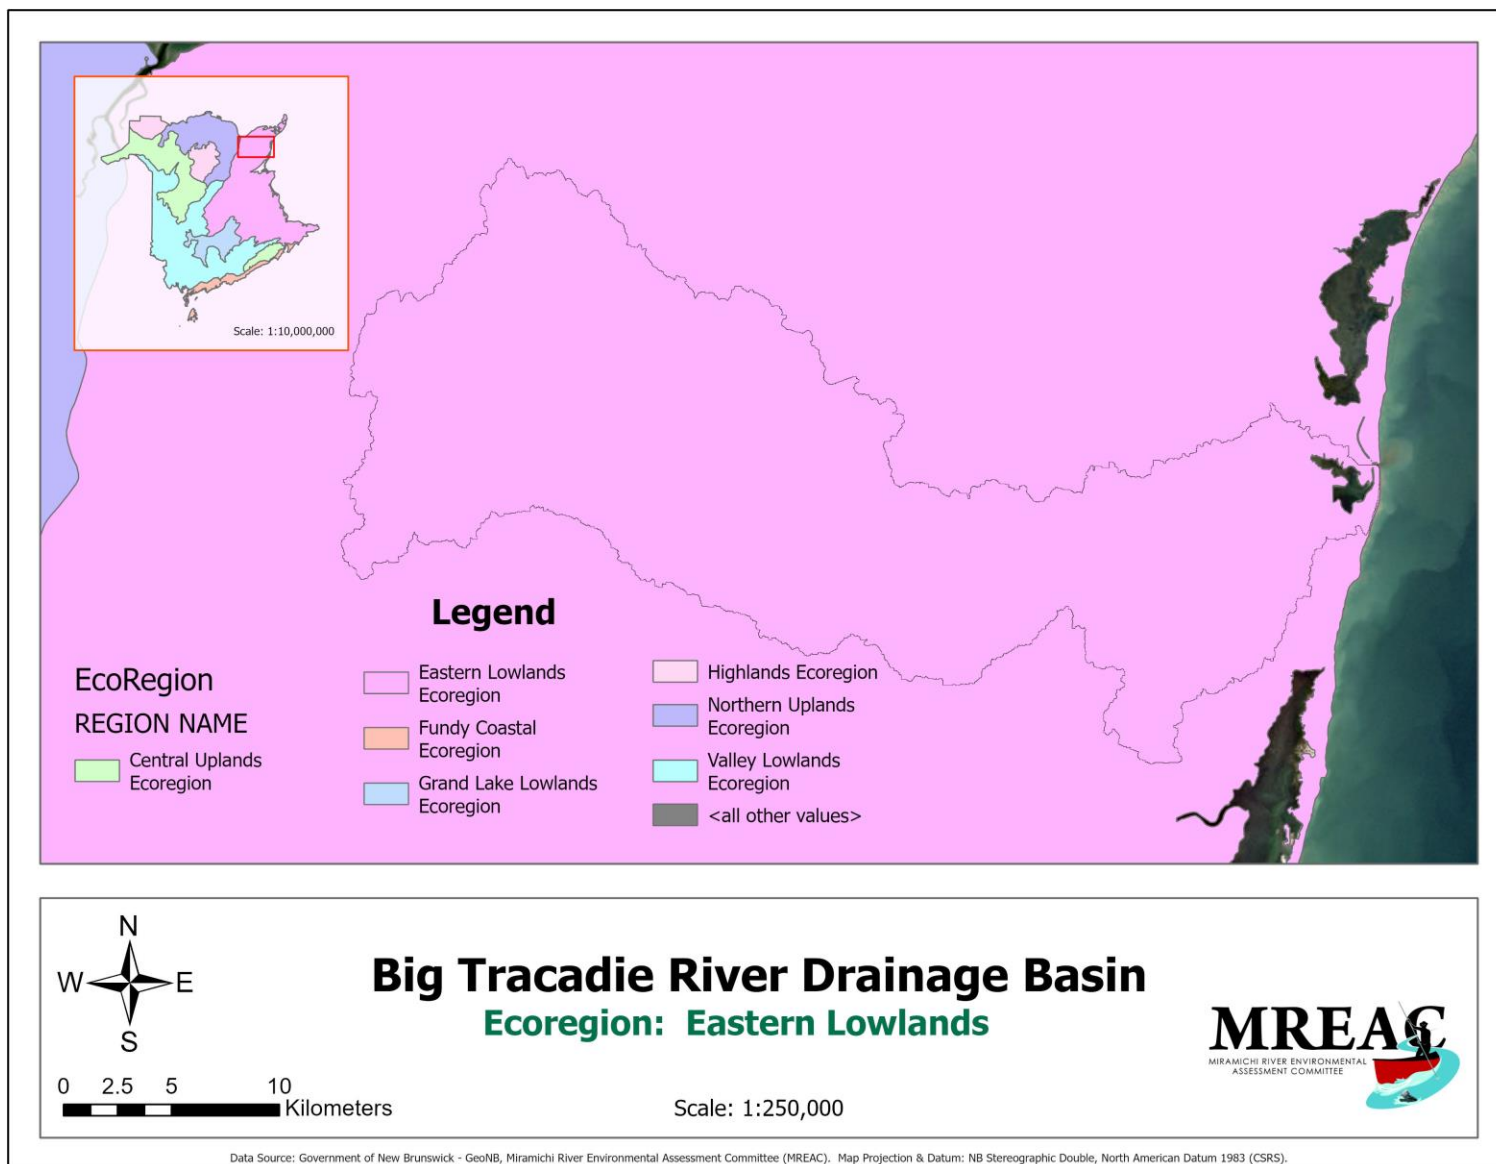 Scale: 1:10,000,000
Legend
EcoRegion
REGION NAME
Central Uplands
Ecoregion
Eastern Lowlands
Ecoregion
Fundy Coastal
Ecoregion
Grand Lake Lowlands
Ecoregion
Highlands Ecoregion
Northern Uplands
Ecoregion
Valley Lowlands
Ecoregion
<all other values>
N
W E
S
0 2.5 5 10
Kilometers
Big Tracadie River Drainage Basin
Ecoregion: Eastern Lowlands
Scale: 1:250,000
MREAC
MIRAMICHI RIVER ENVIRONMENTAL
ASSESSMENT COMMITTEE
Data Source: Government of New Brunswick - GeoNB, Miramichi River Environmental Assessment Committee (MREAC). Map Projection & Datum: NB Stereographic Double, North American Datum 1983 (CSRS).